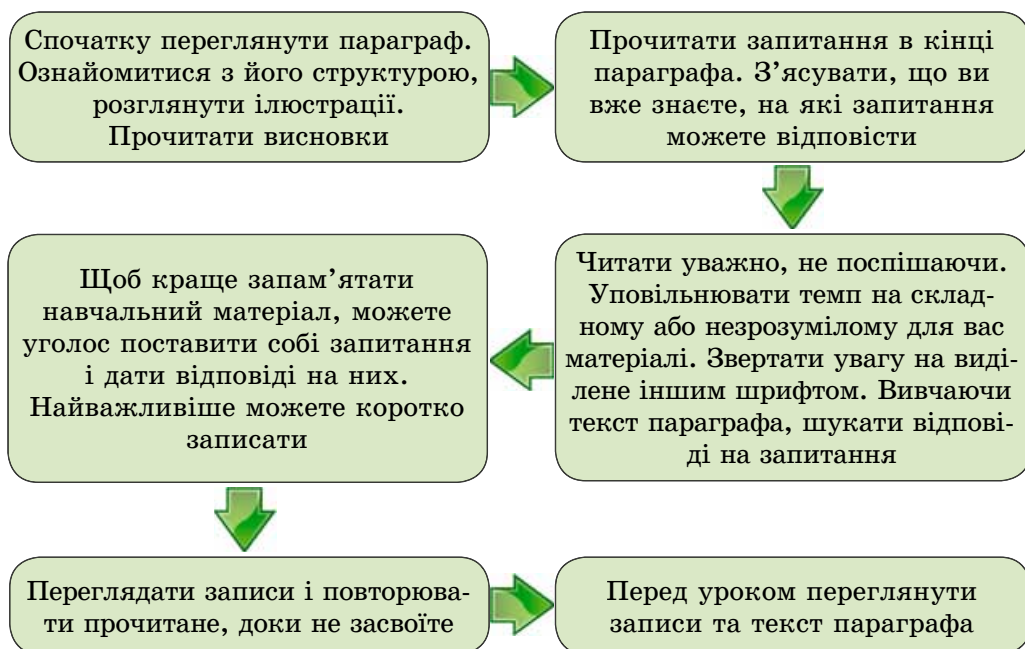 Спочатку переглянути параграф.
Ознайомитися з його структурою,
розглянути ілюстрації.
Прочитати висновки
Прочитати запитання в кінці
параграфа. З’ясувати, що ви
вже знаєте, на які запитання
можете відповісти
Читати уважно, не поспішаючи.
Уповільнювати темп на склад-
ному або незрозумілому для вас
матеріалі. Звертати увагу на виді-
лене іншим шрифтом. Вивчаючи
текст параграфа, шукати відпові-
ді на запитання
Щоб краще запам’ятати
навчальний матеріал, можете
уголос поставити собі запитання
і дати відповіді на них.
Найважливіше можете коротко
записати
Переглядати записи і повторюва-
ти прочитане, доки не засвоїте
Перед уроком переглянути
записи та текст параграфа